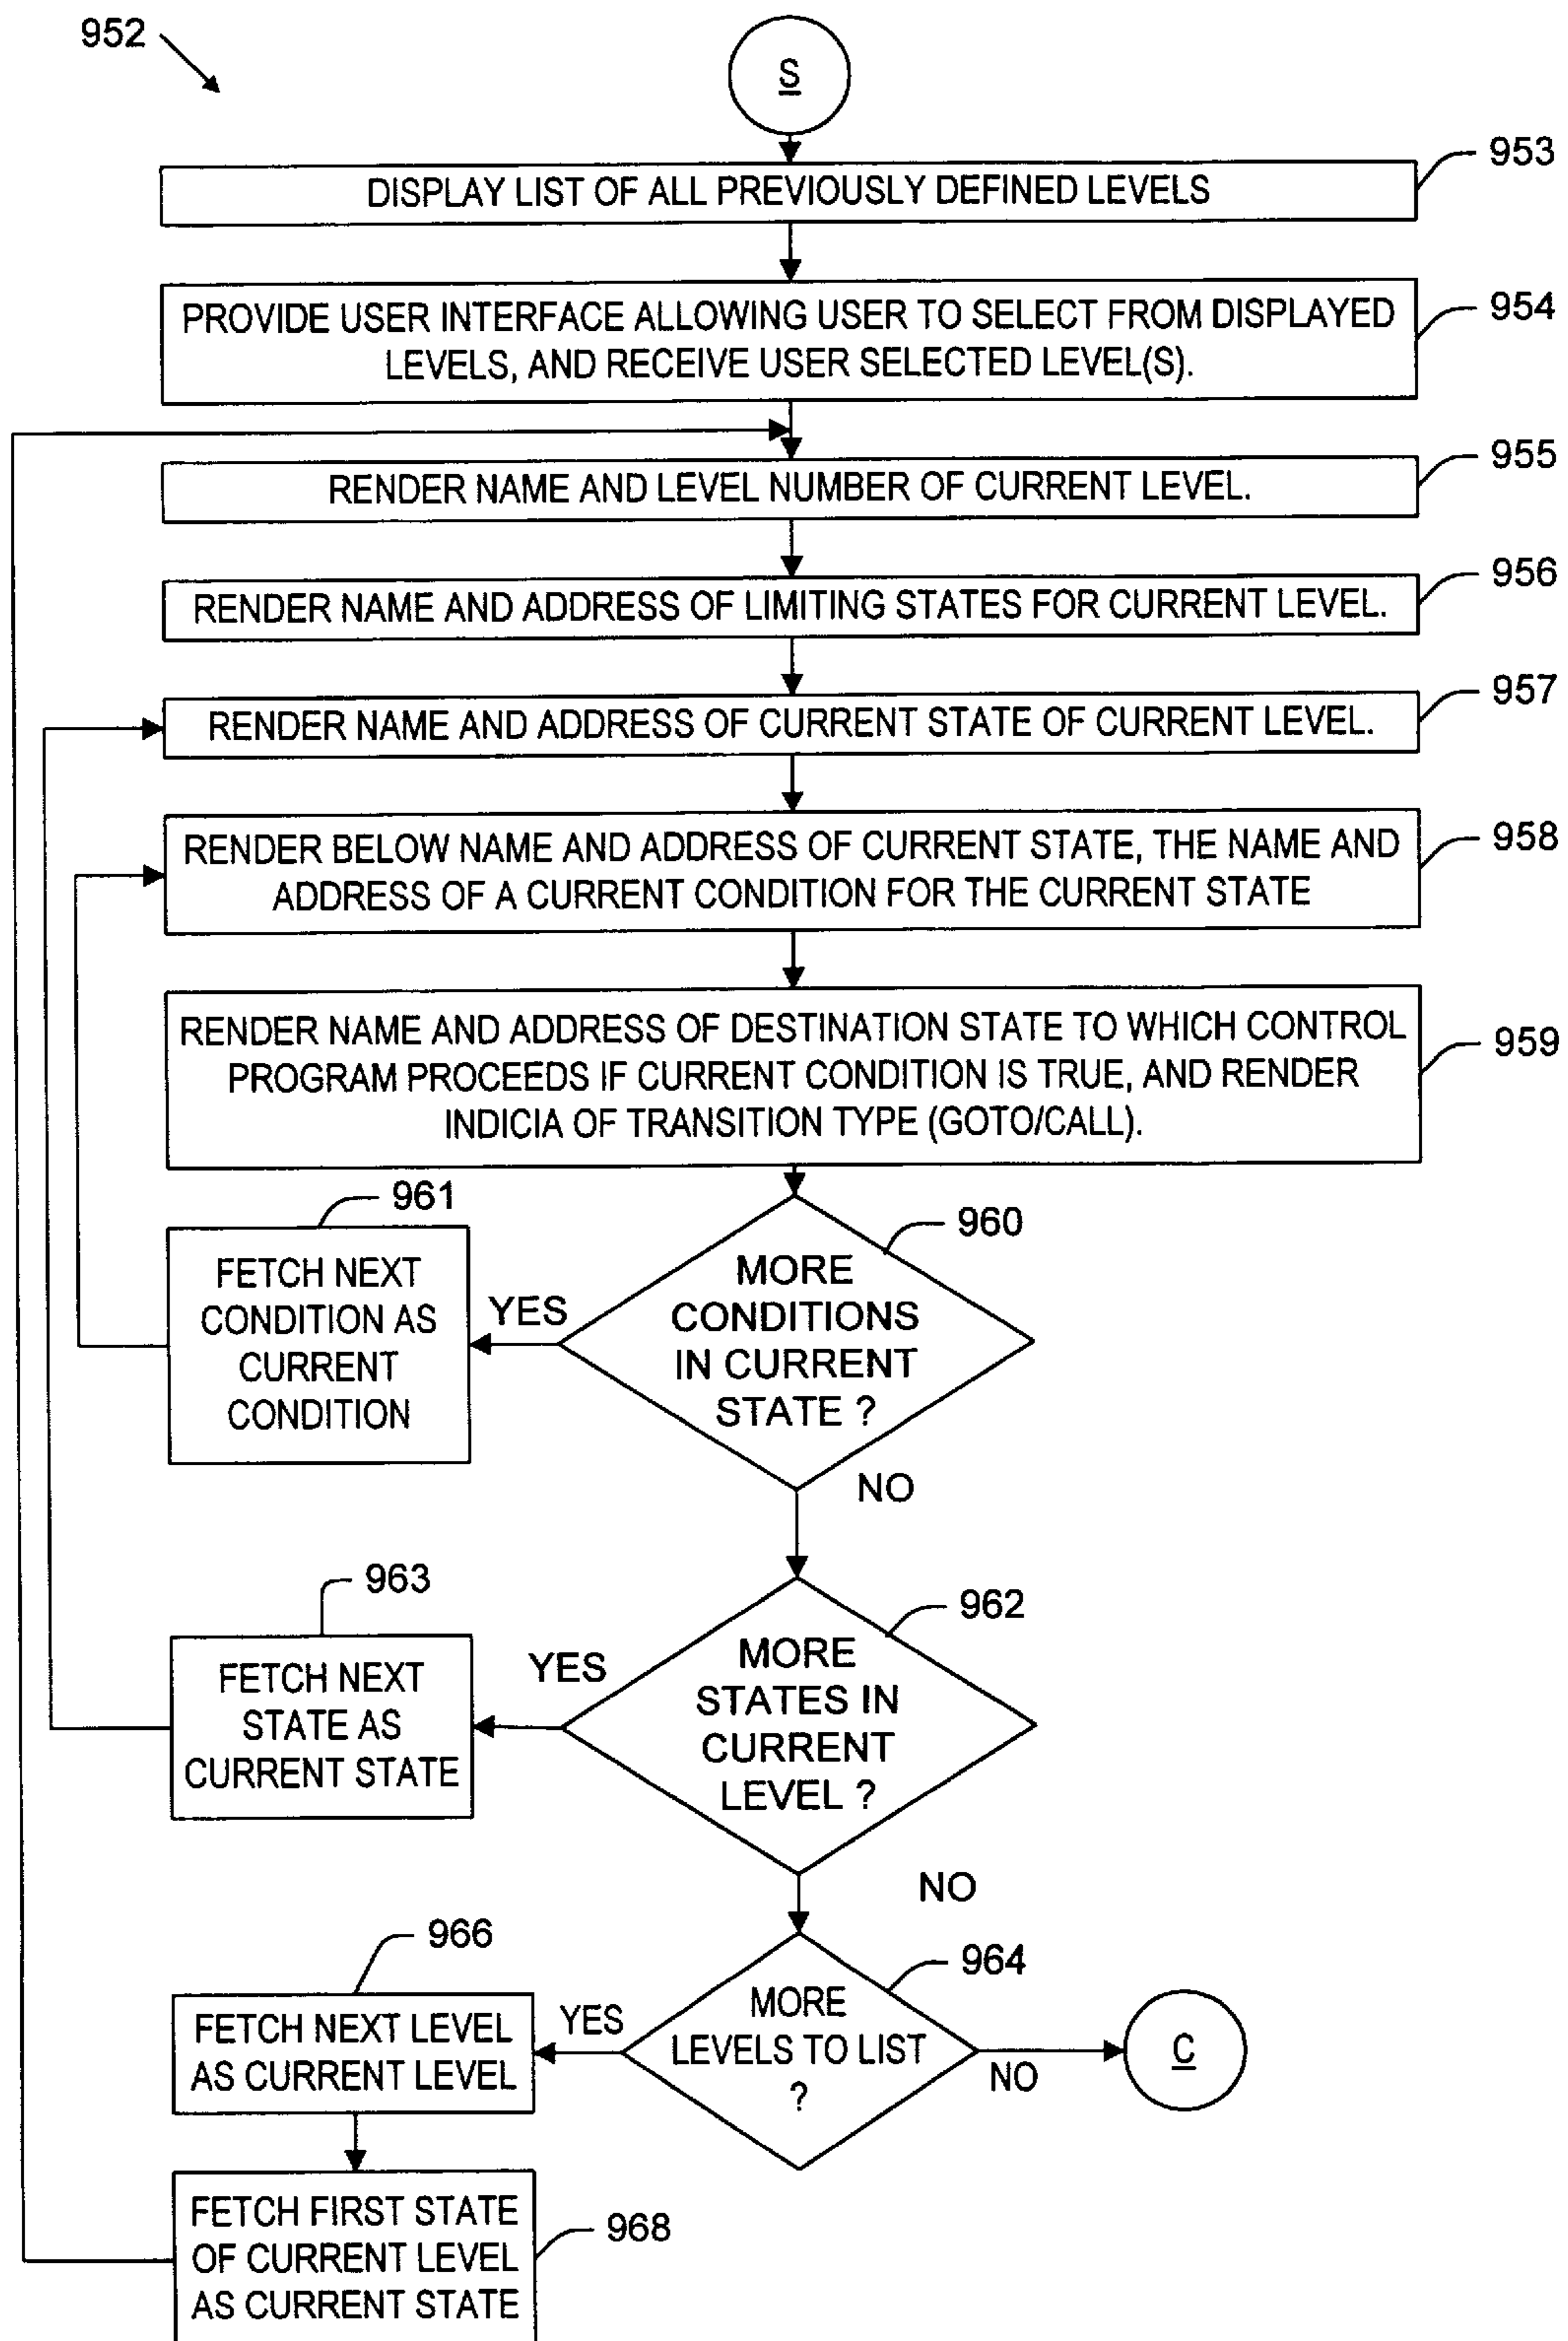 952
S
953
DISPLAY LIST OF ALL PREVIOUSLY DEFINED LEVELS
954
PROVIDE USER INTERFACE ALLOWING USER TO SELECT FROM DISPLAYED
LEVELS, AND RECEIVE USER SELECTED LEVEL(S).
955
RENDER NAME AND LEVEL NUMBER OF CURRENT LEVEL.
956
RENDER NAME AND ADDRESS OF LIMITING STATES FOR CURRENT LEVEL.
957
RENDER NAME AND ADDRESS OF CURRENT STATE OF CURRENT LEVEL.
958
RENDER BELOW NAME AND ADDRESS OF CURRENT STATE, THE NAME AND
ADDRESS OF A CURRENT CONDITION FOR THE CURRENT STATE
959
RENDER NAME AND ADDRESS OF DESTINATION STATE TO WHICH CONTROL
PROGRAM PROCEEDS IF CURRENT CONDITION IS TRUE, AND RENDER
INDICIA OF TRANSITION TYPE (GOTO/CALL).
960
MORE
CONDITIONS
IN CURRENT
STATE ?
YES
961
FETCH NEXT
CONDITION AS
CURRENT
CONDITION
NO
962
MORE
STATES IN
CURRENT
LEVEL ?
YES
963
FETCH NEXT
STATE AS
CURRENT STATE
NO
964
MORE
LEVELS TO LIST
?
YES
966
FETCH NEXT LEVEL
AS CURRENT LEVEL
NO
C
968
FETCH FIRST STATE
OF CURRENT LEVEL
AS CURRENT STATE